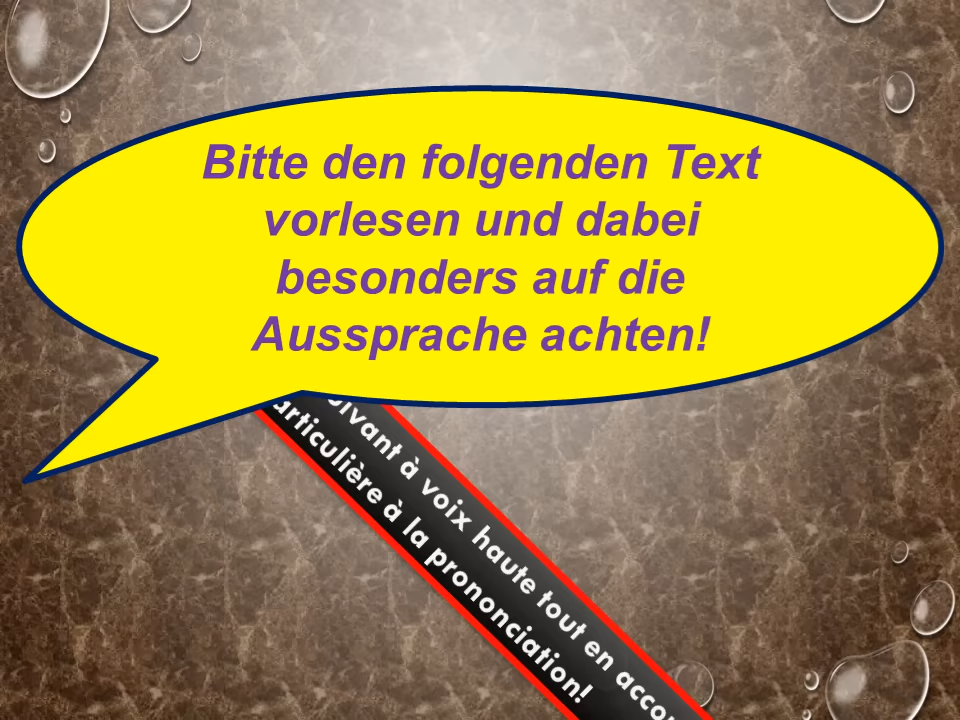 Bitte den folgenden Text
vorlesen und dabei
besonders auf die
Aussprache achten!
à voix haute tout en
à la prononciation!